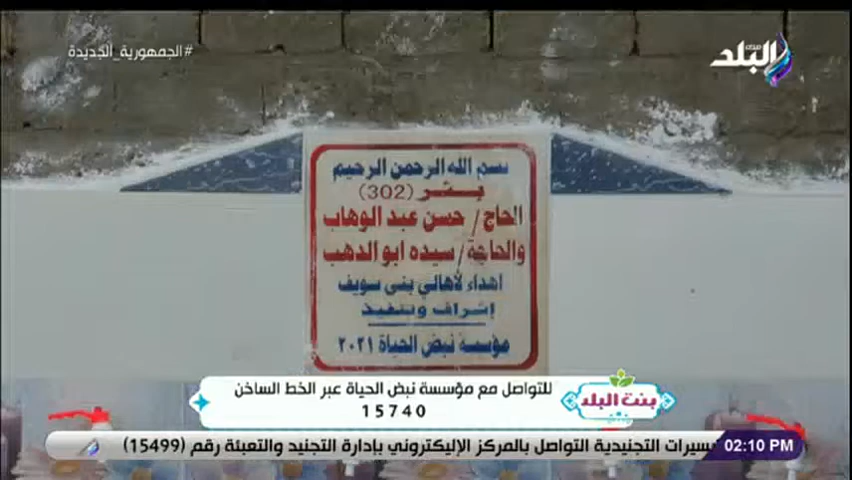 #الجمهورية_الجديدة
صدى
البلد
بسم الله الرحمن الرحيم
بئر (302)
الحاج / حسن عبد الوهاب
والحاجة / سيده ابو الدهب
اهداء لأهالي بنى سويف
إشراف وتنفيذ
مؤسسة نبض الحياة ٢٠٢١
للتواصل مع مؤسسة نبض الحياة عبر الخط الساخن
15740
بنت البلد
التجنيدية التواصل بالمركز الإليكتروني بإدارة التجنيد والتعبئة رقم (15499)
02:10 PM